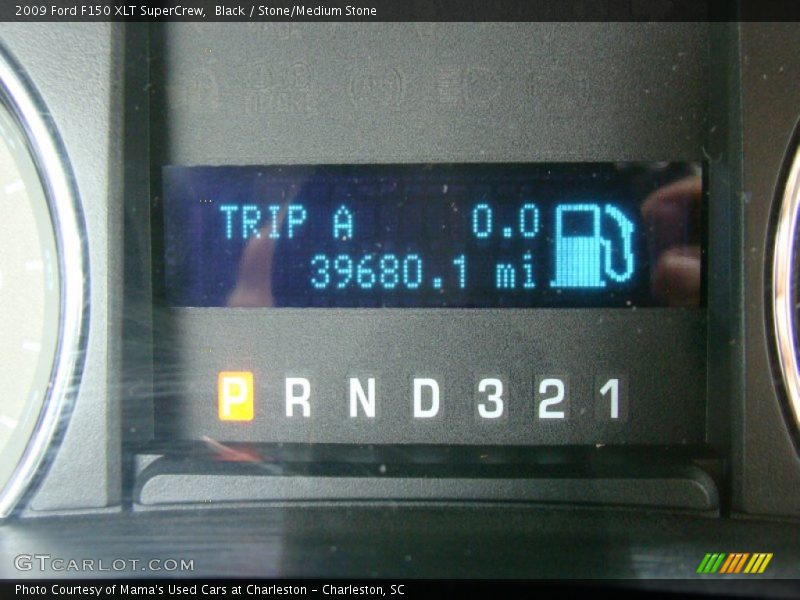 2009 Ford F150 XLT SuperCrew,  Black / Stone/Medium Stone
TRIP A 0.0
39680.1 mi
P R N D 3 2 1
GTCARLOT.COM
Photo Courtesy of Mama's Used Cars at Charleston – Charleston, SC